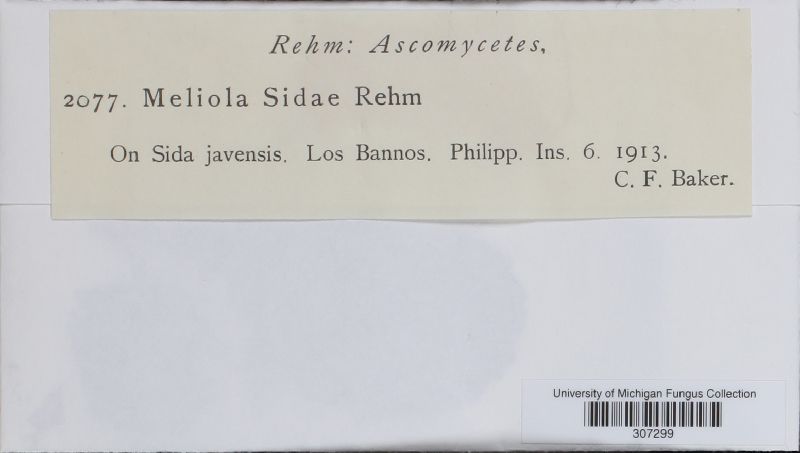 Rehm: Ascomycetes,
2077. Meliola Sidae Rehm
On Sida javensis. Los Bannos. Philipp. Ins. 6. 1913.
C. F. Baker.
University of Michigan Fungus Collection
307299